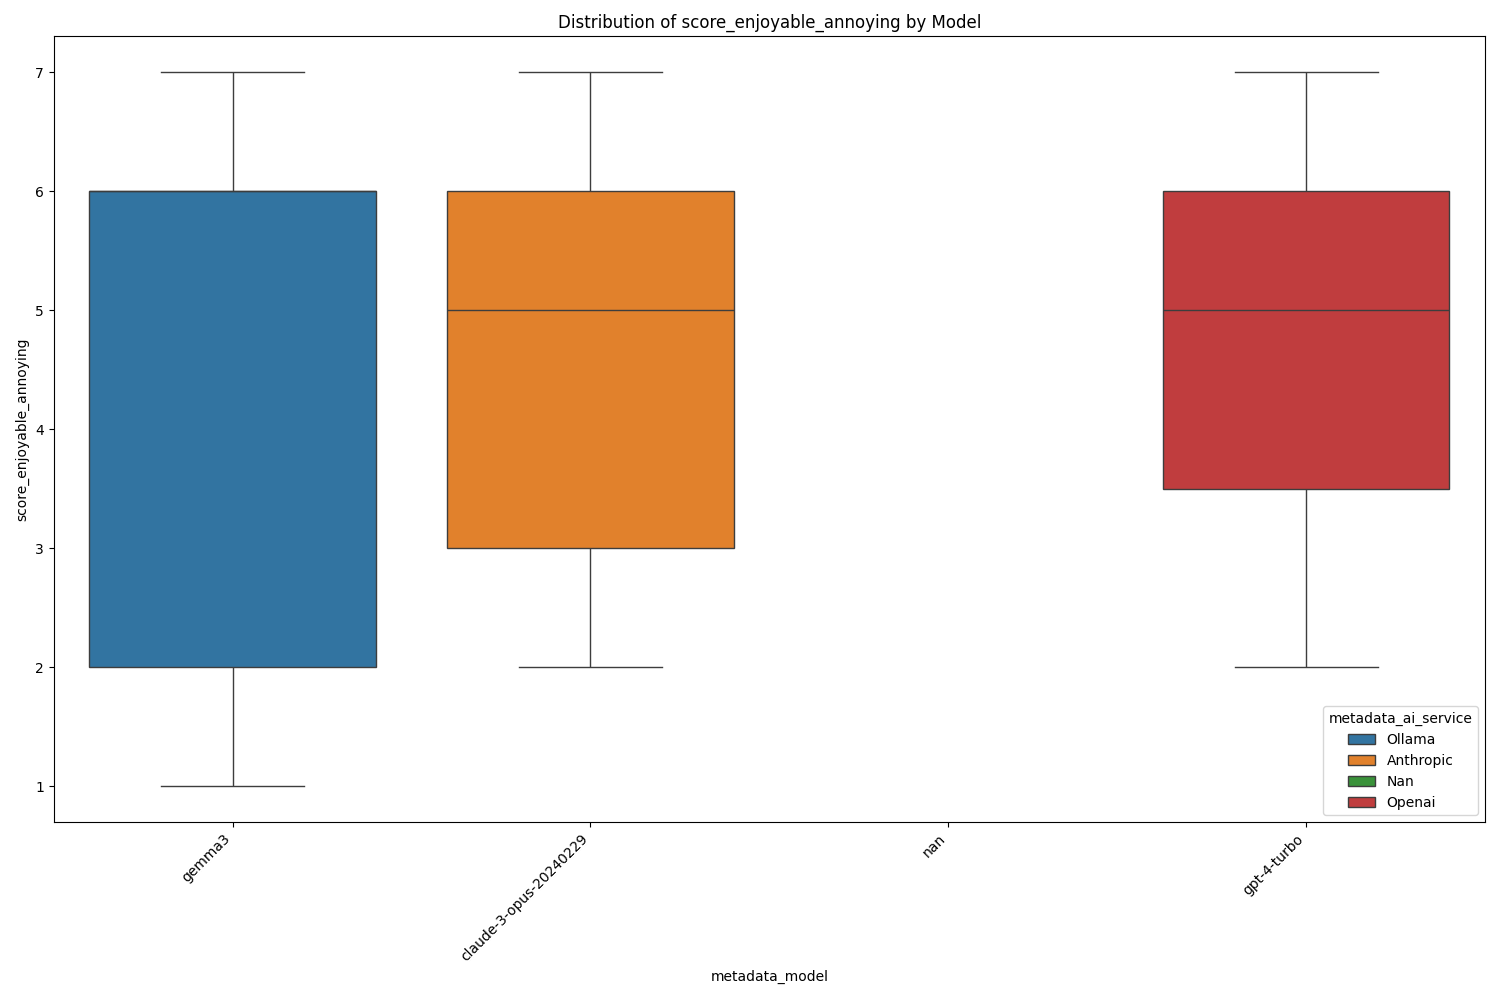 Distribution of score_enjoyable_annoying by Model
score_enjoyable_annoying
7
6
5
4
3
2
1
metadata_ai_service
Ollama
Anthropic
Nan
Openai
gemma3
claude-3-opus-20240229
nan
gpt-4-turbo
metadata_model